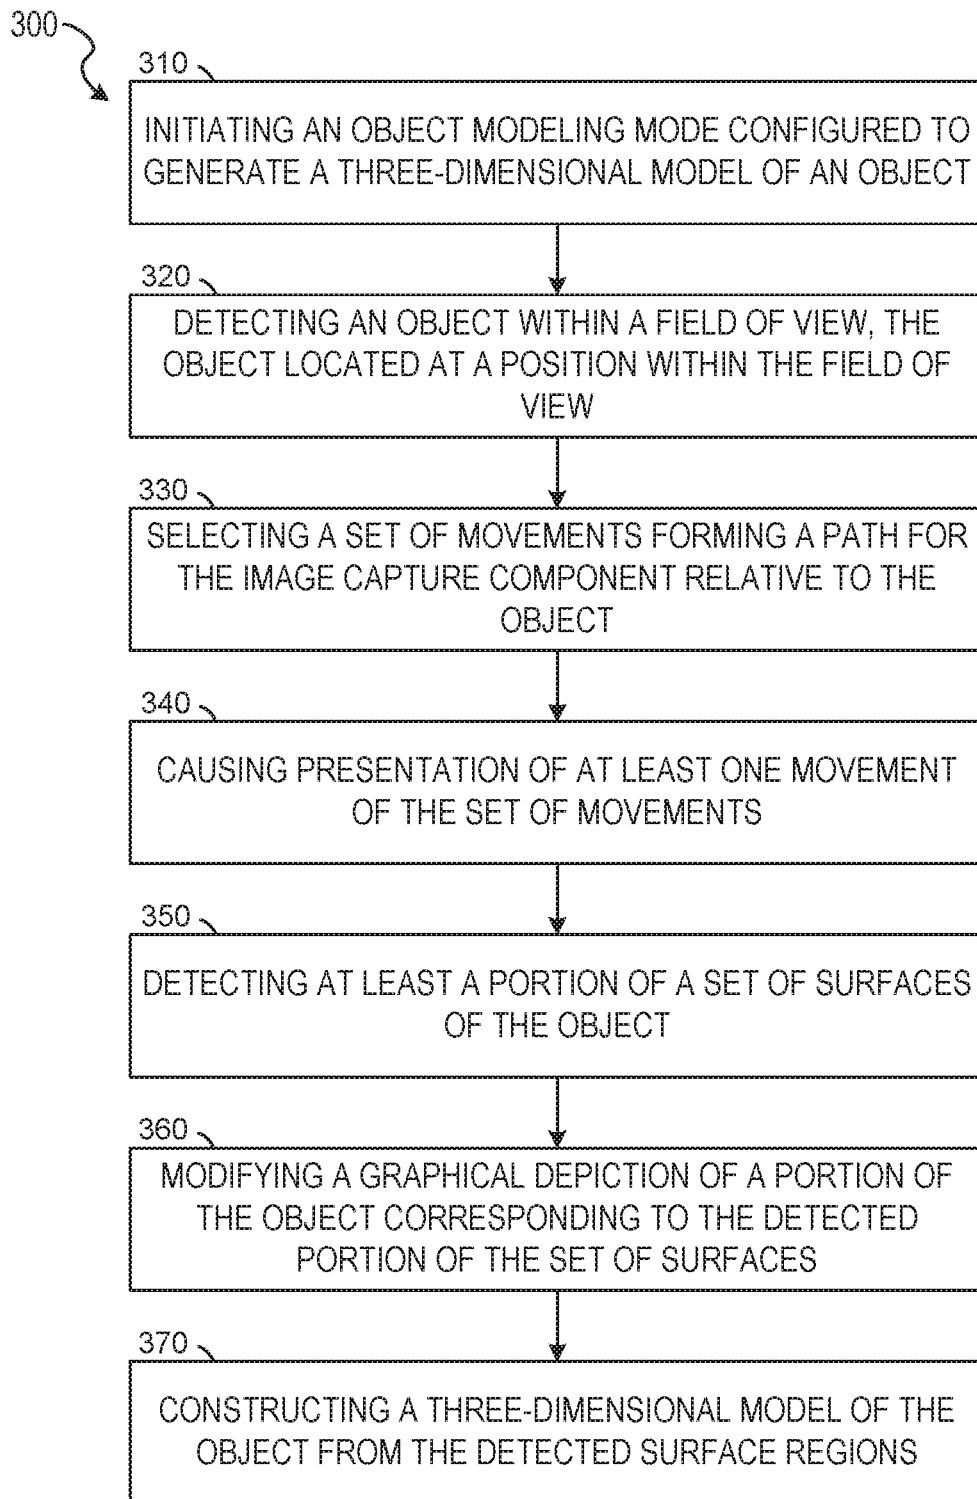 300
310
INITIATING AN OBJECT MODELING MODE CONFIGURED TO
GENERATE A THREE-DIMENSIONAL MODEL OF AN OBJECT
320
DETECTING AN OBJECT WITHIN A FIELD OF VIEW, THE
OBJECT LOCATED AT A POSITION WITHIN THE FIELD OF
VIEW
330
SELECTING A SET OF MOVEMENTS FORMING A PATH FOR
THE IMAGE CAPTURE COMPONENT RELATIVE TO THE
OBJECT
340
CAUSING PRESENTATION OF AT LEAST ONE MOVEMENT
OF THE SET OF MOVEMENTS
350
DETECTING AT LEAST A PORTION OF A SET OF SURFACES
OF THE OBJECT
360
MODIFYING A GRAPHICAL DEPICTION OF A PORTION OF
THE OBJECT CORRESPONDING TO THE DETECTED
PORTION OF THE SET OF SURFACES
370
CONSTRUCTING A THREE-DIMENSIONAL MODEL OF THE
OBJECT FROM THE DETECTED SURFACE REGIONS